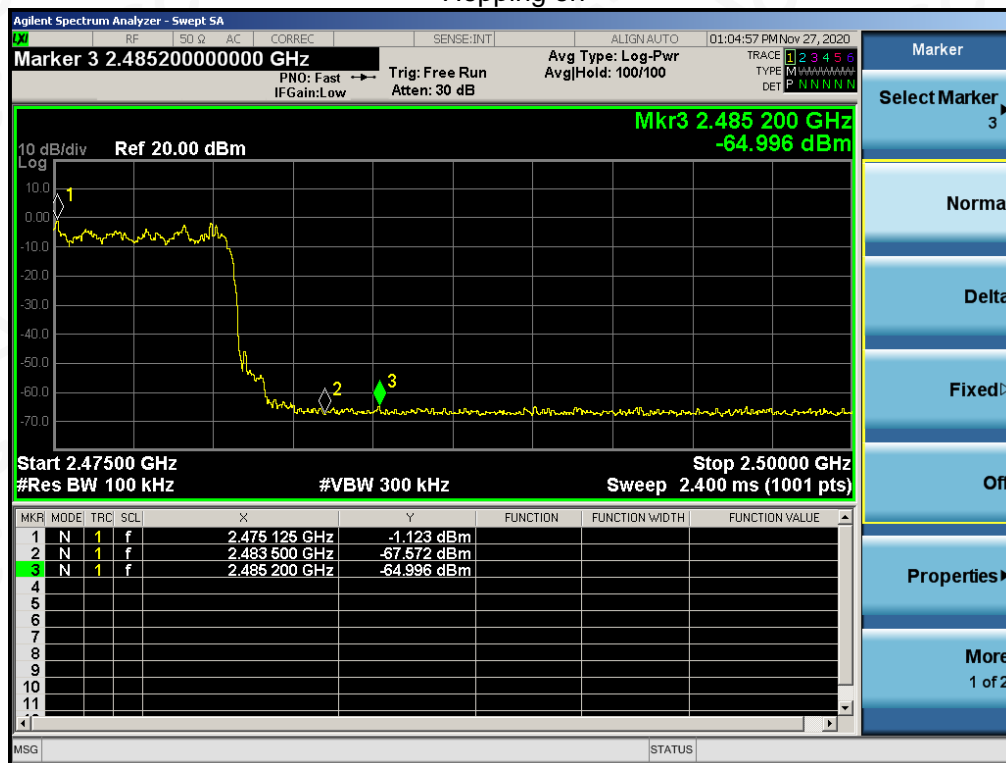 Hopping on
Agilent Spectrum Analyzer - Swept SA
LXI RF 50 Ω AC CORREC SENSE:INT ALIGN AUTO 01:04:57 PM Nov 27, 2020
Marker 3 2.485200000000 GHz
PNO: Fast
IFGain:Low
Trig: Free Run
Atten: 30 dB
Avg Type: Log-Pwr
Avg|Hold: 100/100
TRACE 1 2 3 4 5 6
TYPE M WWWWW
DET P N N N N N
Mkr3 2.485 200 GHz
-64.996 dBm
10 dB/div Ref 20.00 dBm
Log
10.0
0.00
-10.0
-20.0
-30.0
-40.0
-50.0
-60.0
-70.0
1
2
3
Start 2.47500 GHz Stop 2.50000 GHz
#Res BW 100 kHz #VBW 300 kHz Sweep 2.400 ms (1001 pts)
MKR MODE TRC SCL X Y FUNCTION FUNCTION WIDTH FUNCTION VALUE
1 N 1 f 2.475 125 GHz -1.123 dBm
2 N 1 f 2.483 500 GHz -67.572 dBm
3 N 1 f 2.485 200 GHz -64.996 dBm
4
5
6
7
8
9
10
11
MSG STATUS
Marker
Select Marker
3
Norma
Delta
Fixed
Off
Properties
More
1 of 2